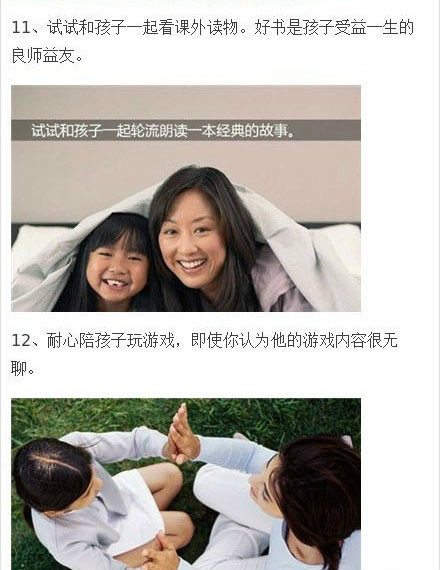 11、试试和孩子一起看课外读物。好书是孩子受益一生的
良师益友。
试试和孩子一起轮流朗读一本经典的故事。
12、耐心陪孩子玩游戏，即使你认为他的游戏内容很无
聊。